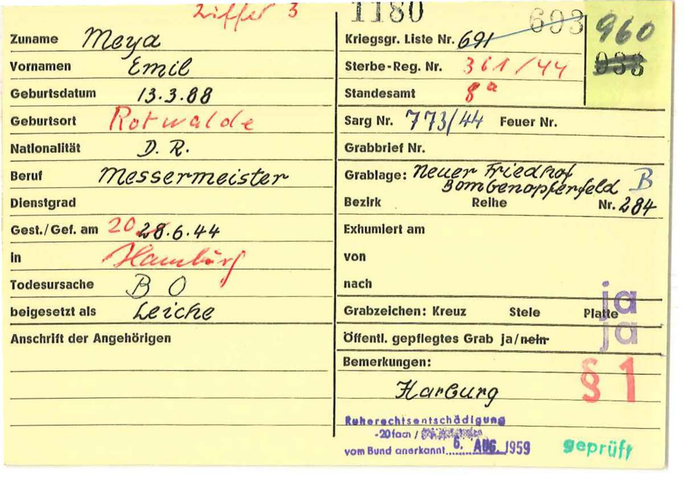 Ziffer 3
1180
693
960
933
Zuname Meya
Vornamen Emil
Geburtsdatum 13.3.88
Geburtsort Rotwalde
Nationalität D. R.
Beruf Messermeister
Dienstgrad
Gest./Gef. am 20 28.6.44
in Hamburg
Todesursache B O
beigesetzt als Leiche
Anschrift der Angehörigen
Kriegsgr. Liste Nr. 691
Sterbe-Reg. Nr. 361/44
Standesamt 8a
Sarg Nr. 773/44 Feuer Nr.
Grabbrief Nr.
Grablage: Neuer Friedhof
Bombenopferfeld B
Bezirk Reihe Nr. 284
Exhumiert am
von
nach
Grabzeichen: Kreuz Stele Platte ja
Öffentl. gepflegtes Grab ja/nein ja
Bemerkungen:
§ 1
Harburg
Ruherechtsentschädigung
-20fach /
vom Bund anerkannt 6. AUG. 1959
geprüft